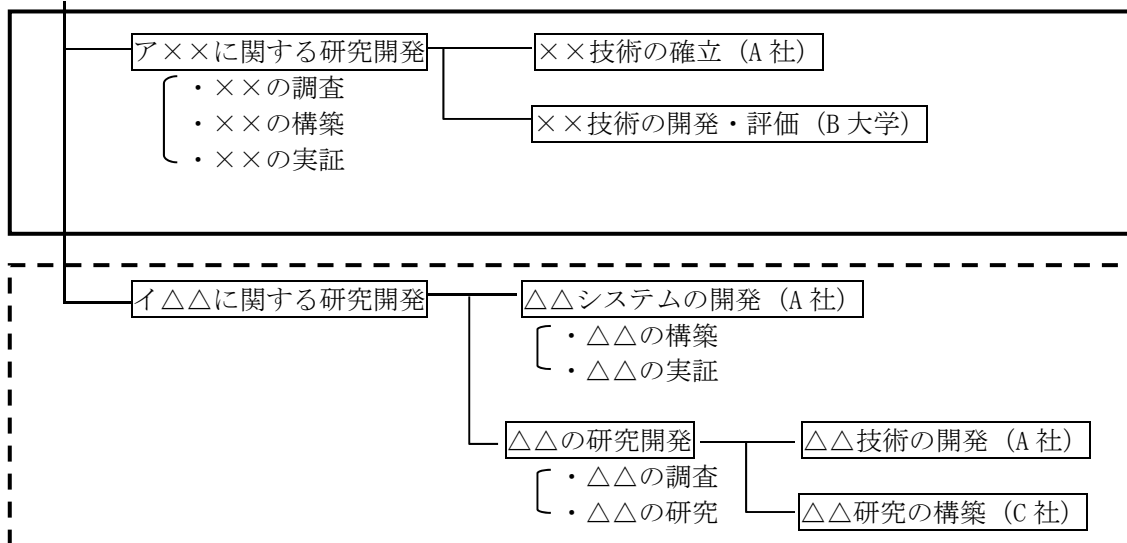 ア××に関する研究開発
××技術の確立（A社）
・××の調査
・××の構築
××技術の開発・評価（B大学）
・××の実証
イ△△に関する研究開発
△△システムの開発（A社）
・△△の構築
・△△の実証
△△の研究開発
△△技術の開発（A社）
・△△の調査
・△△の研究
△△研究の構築（C社）